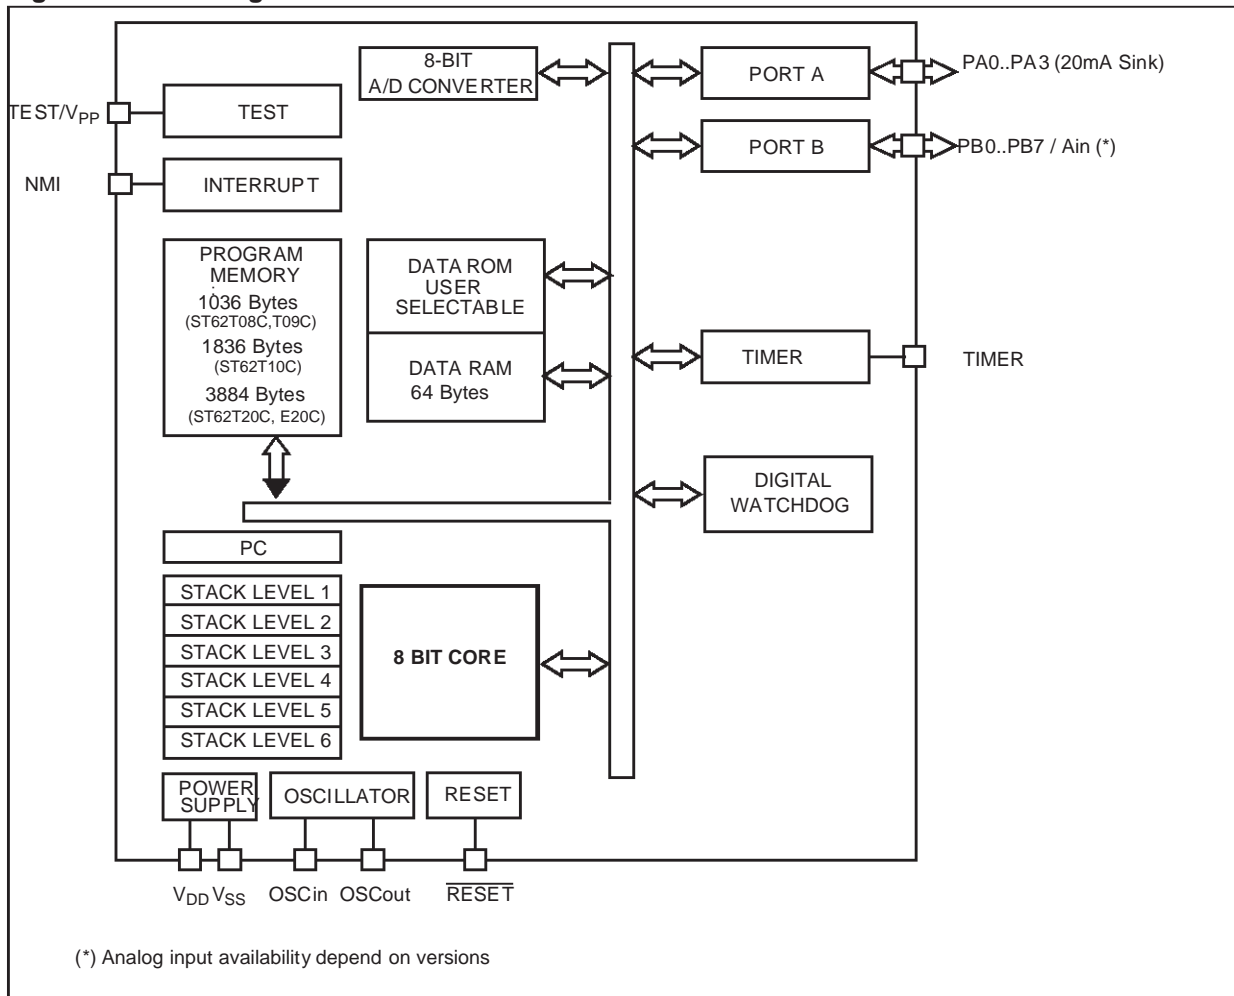 8-BIT
A/D CONVERTER
PORT A
PA0..PA3 (20mA Sink)
TEST/VPP
TEST
PORT B
PB0..PB7 / Ain (*)
NMI
INTERRUPT
PROGRAM
MEMORY
:
1036 Bytes
(ST62T08C,T09C)
1836 Bytes
(ST62T10C)
3884 Bytes
(ST62T20C, E20C)
DATA ROM
USER
SELECTABLE
DATA RAM
64 Bytes
TIMER
TIMER
DIGITAL
WATCHDOG
PC
STACK LEVEL 1
STACK LEVEL 2
STACK LEVEL 3
STACK LEVEL 4
STACK LEVEL 5
STACK LEVEL 6
8 BIT CORE
POWER
SUPPLY
OSCILLATOR
RESET
VDD VSS
OSCin
OSCout
RESET
(*) Analog input availability depend on versions